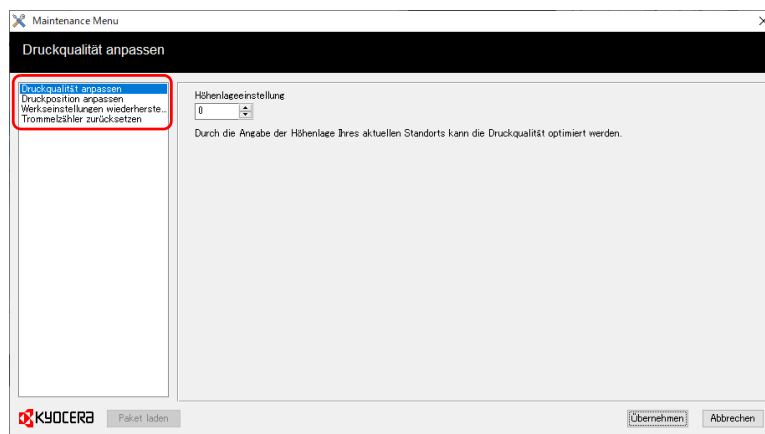 Maintenance Menu
Druckqualität anpassen
Druckqualität anpassen
Druckposition anpassen
Werkseinstellungen wiederherste...
Trommelzähler zurücksetzen
Höhenlageeinstellung
0
Durch die Angabe der Höhenlage Ihres aktuellen Standorts kann die Druckqualität optimiert werden.
KYOCERA
Paket laden
Übernehmen
Abbrechen